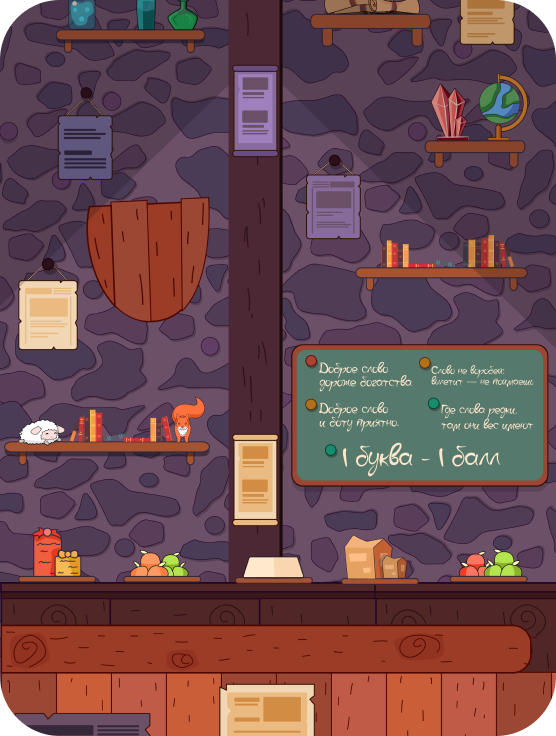 Доброе слово
дороже богатства.
Слово не воробей:
вылетит — не поймаешь.
Доброе слово
и коту приятно.
Где слова редки,
там они вес имеют.
1 буква - 1 балл